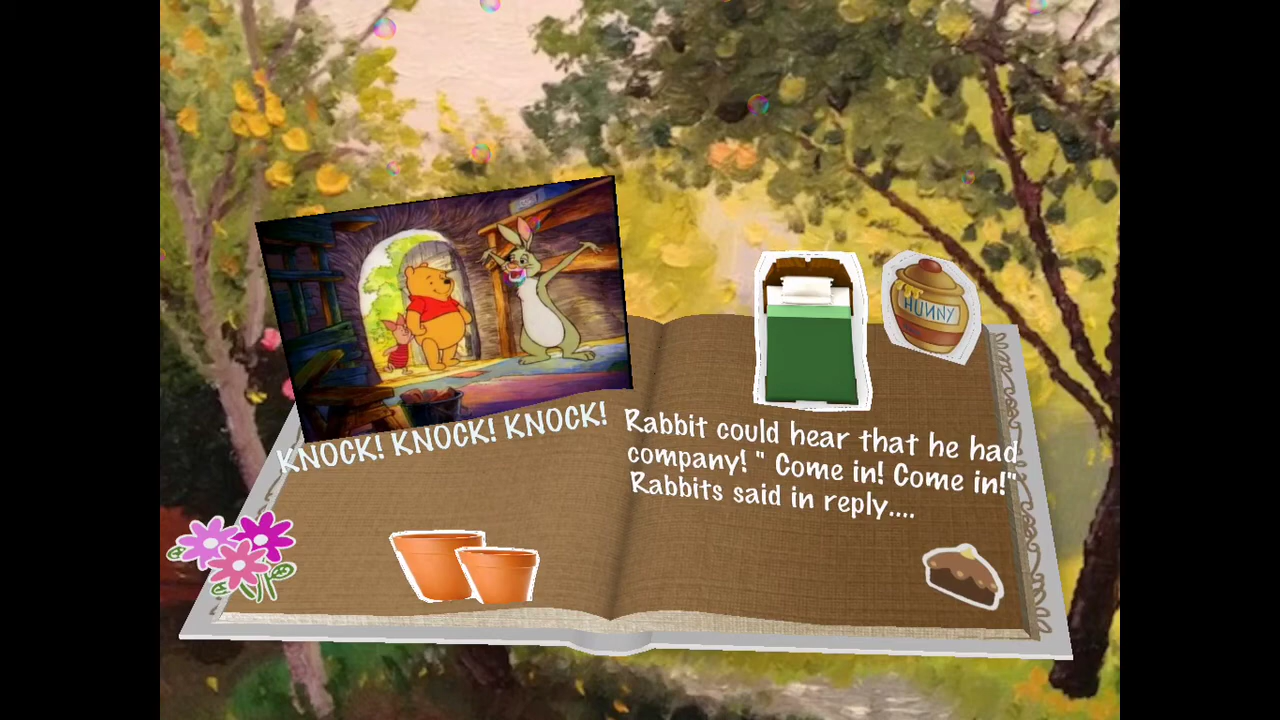 KNOCK! KNOCK! KNOCK!
HUNNY
Rabbit could hear that he had
company! " Come in! Come in!"
Rabbits said in reply....